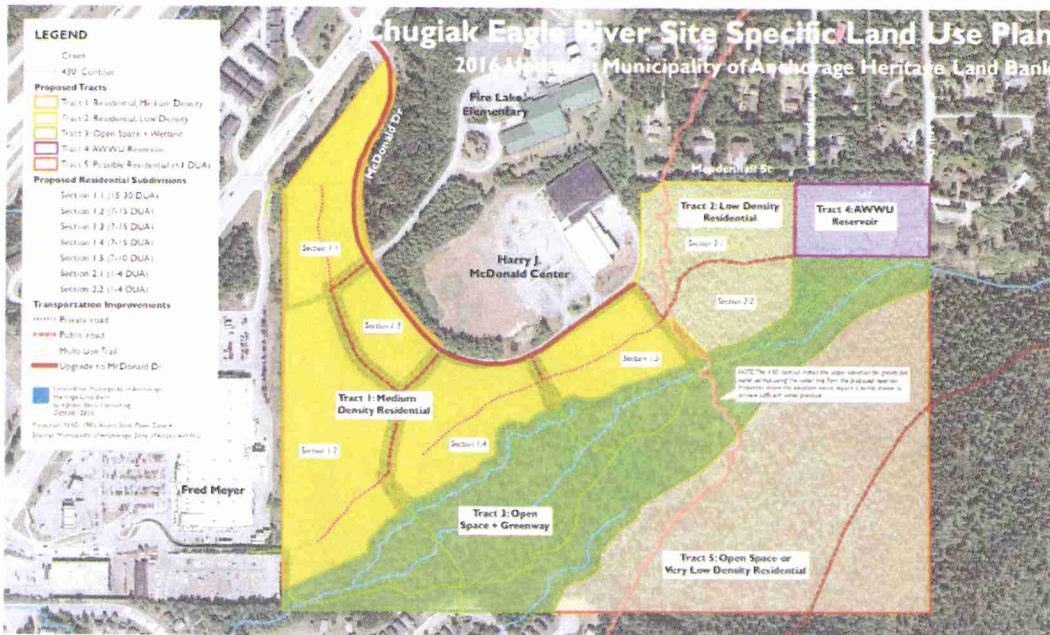 Chugiak Eagle River Site Specific Land Use Plan
2016 Update: Municipality of Anchorage Heritage Land Bank
LEGEND
Creek
430' Contour
Proposed Tracts
Tract 1: Residential, Medium Density
Tract 2: Residential, Low Density
Tract 3: Open Space + Wetland
Tract 4: AWWU Reservoir
Tract 5: Possible Residential (<1 DUA)
Proposed Residential Subdivisions
Section 1.1 (15-30 DUA)
Section 1.2 (7-15 DUA)
Section 1.3 (7-15 DUA)
Section 1.4 (7-15 DUA)
Section 1.5 (7-10 DUA)
Section 2.1 (1-4 DUA)
Section 2.2 (1-4 DUA)
Transportation Improvements
Private road
Public road
Multi-Use Trail
Upgrade to McDonald Dr
Created for Municipality of Anchorage
Heritage Land Bank
Fire Lake
Elementary
McDonald Dr
Harry J.
McDonald Center
Mendenhall St
Tract 2: Low Density
Residential
Section 2.1
Section 2.2
Tract 4: AWWU
Reservoir
Section 1.1
Section 1.3
Section 1.5
Tract 1: Medium
Density Residential
Section 1.4
Section 1.2
Fred Meyer
Tract 3: Open
Space + Greenway
Tract 5: Open Space or
Very Low Density Residential